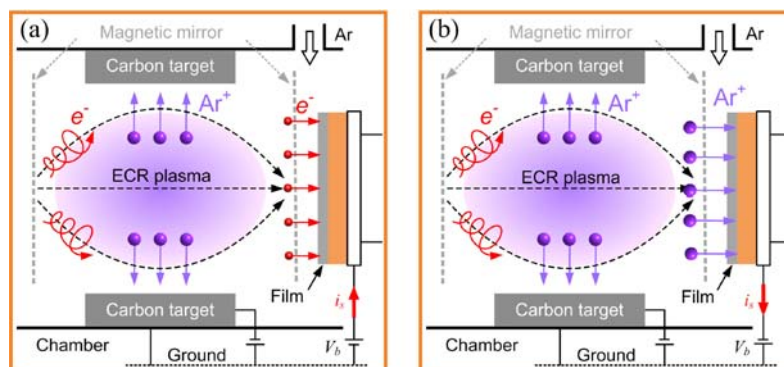 (a)
Magnetic mirror
Ar
Carbon target
Ar+
e-
e-
ECR plasma
Film
Carbon target
is
Chamber
Ground
Vb
(b)
Magnetic mirror
Ar
Carbon target
Ar+
Ar+
e-
ECR plasma
Film
Carbon target
is
Chamber
Ground
Vb